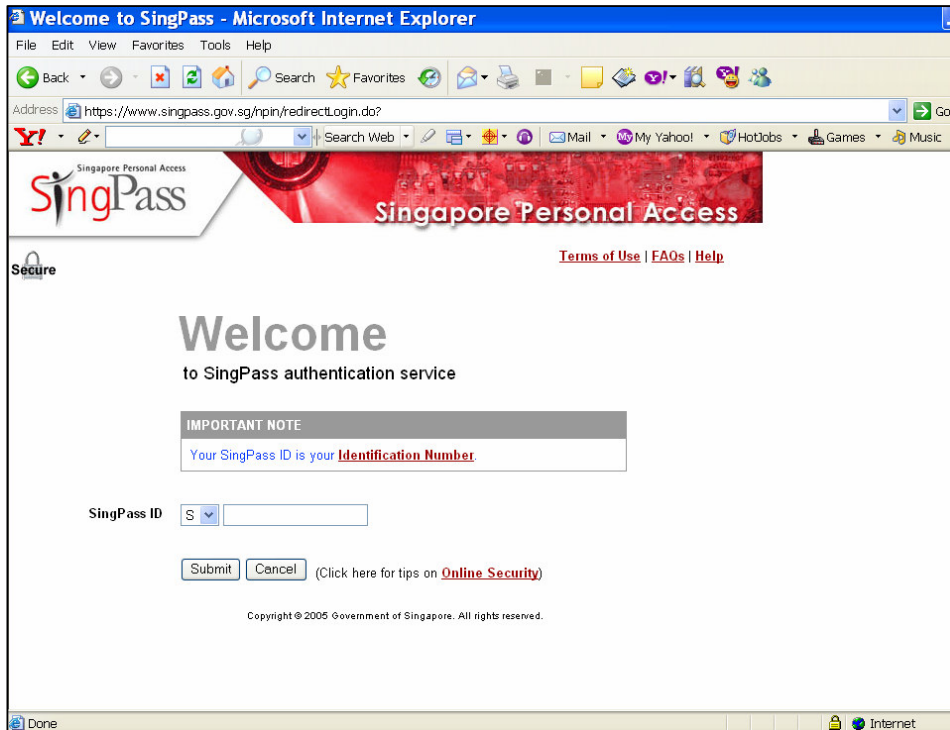 Welcome to SingPass - Microsoft Internet Explorer
File Edit View Favorites Tools Help
Back Search Favorites
Address https://www.singpass.gov.sg/npin/redirectLogin.do? Go
Y! Search Web Mail My Yahoo! HotJobs Games Music
Singapore Personal Access
SingPass
Singapore Personal Access
Secure
Terms of Use | FAQs | Help
Welcome
to SingPass authentication service
IMPORTANT NOTE
Your SingPass ID is your Identification Number.
SingPass ID S
Submit Cancel (Click here for tips on Online Security)
Copyright © 2005 Government of Singapore. All rights reserved.
Done Internet